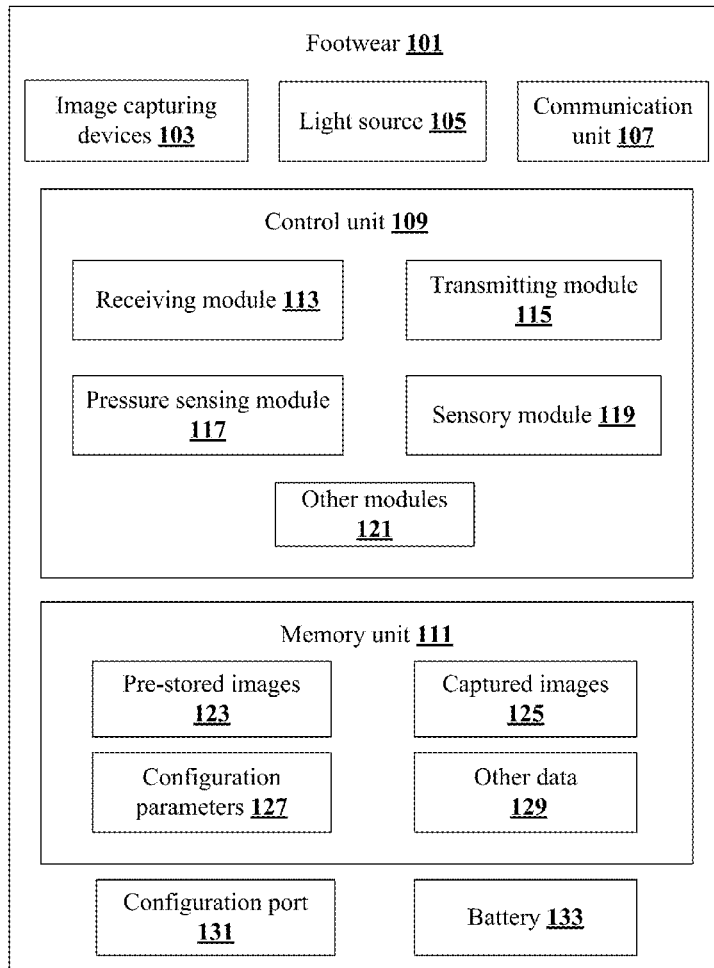 Footwear 101
Image capturing
devices 103
Light source 105
Communication
unit 107
Control unit 109
Receiving module 113
Transmitting module
115
Pressure sensing module
117
Sensory module 119
Other modules
121
Memory unit 111
Pre-stored images
123
Captured images
125
Configuration
parameters 127
Other data
129
Configuration port
131
Battery 133